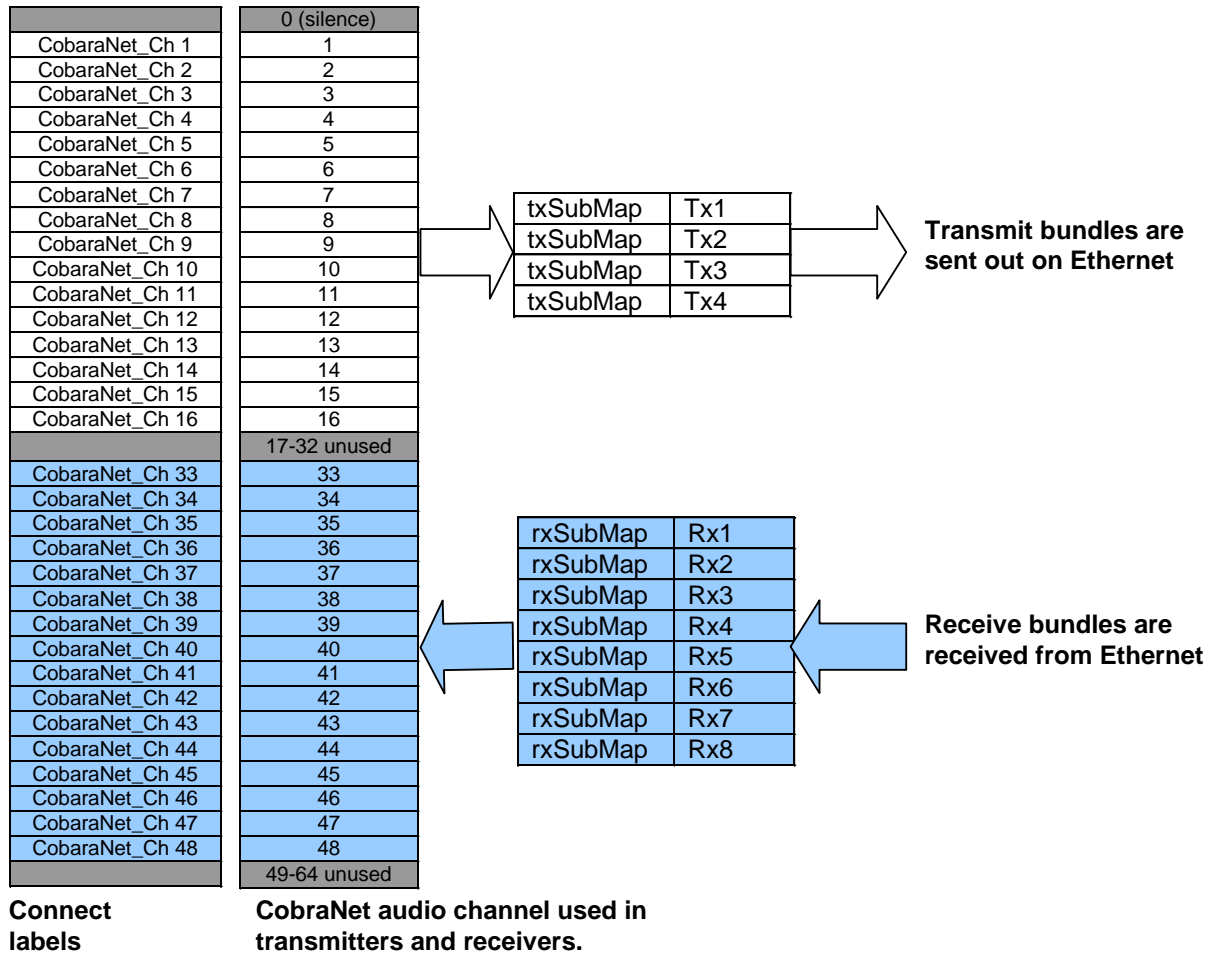 0 (silence)
CobaraNet_Ch 1 1
CobaraNet_Ch 2 2
CobaraNet_Ch 3 3
CobaraNet_Ch 4 4
CobaraNet_Ch 5 5
CobaraNet_Ch 6 6
CobaraNet_Ch 7 7
CobaraNet_Ch 8 8
CobaraNet_Ch 9 9
CobaraNet_Ch 10 10
CobaraNet_Ch 11 11
CobaraNet_Ch 12 12
CobaraNet_Ch 13 13
CobaraNet_Ch 14 14
CobaraNet_Ch 15 15
CobaraNet_Ch 16 16
17-32 unused
CobaraNet_Ch 33 33
CobaraNet_Ch 34 34
CobaraNet_Ch 35 35
CobaraNet_Ch 36 36
CobaraNet_Ch 37 37
CobaraNet_Ch 38 38
CobaraNet_Ch 39 39
CobaraNet_Ch 40 40
CobaraNet_Ch 41 41
CobaraNet_Ch 42 42
CobaraNet_Ch 43 43
CobaraNet_Ch 44 44
CobaraNet_Ch 45 45
CobaraNet_Ch 46 46
CobaraNet_Ch 47 47
CobaraNet_Ch 48 48
49-64 unused
Connect
labels
CobraNet audio channel used in
transmitters and receivers.
txSubMap Tx1
txSubMap Tx2
txSubMap Tx3
txSubMap Tx4
Transmit bundles are
sent out on Ethernet
rxSubMap Rx1
rxSubMap Rx2
rxSubMap Rx3
rxSubMap Rx4
rxSubMap Rx5
rxSubMap Rx6
rxSubMap Rx7
rxSubMap Rx8
Receive bundles are
received from Ethernet